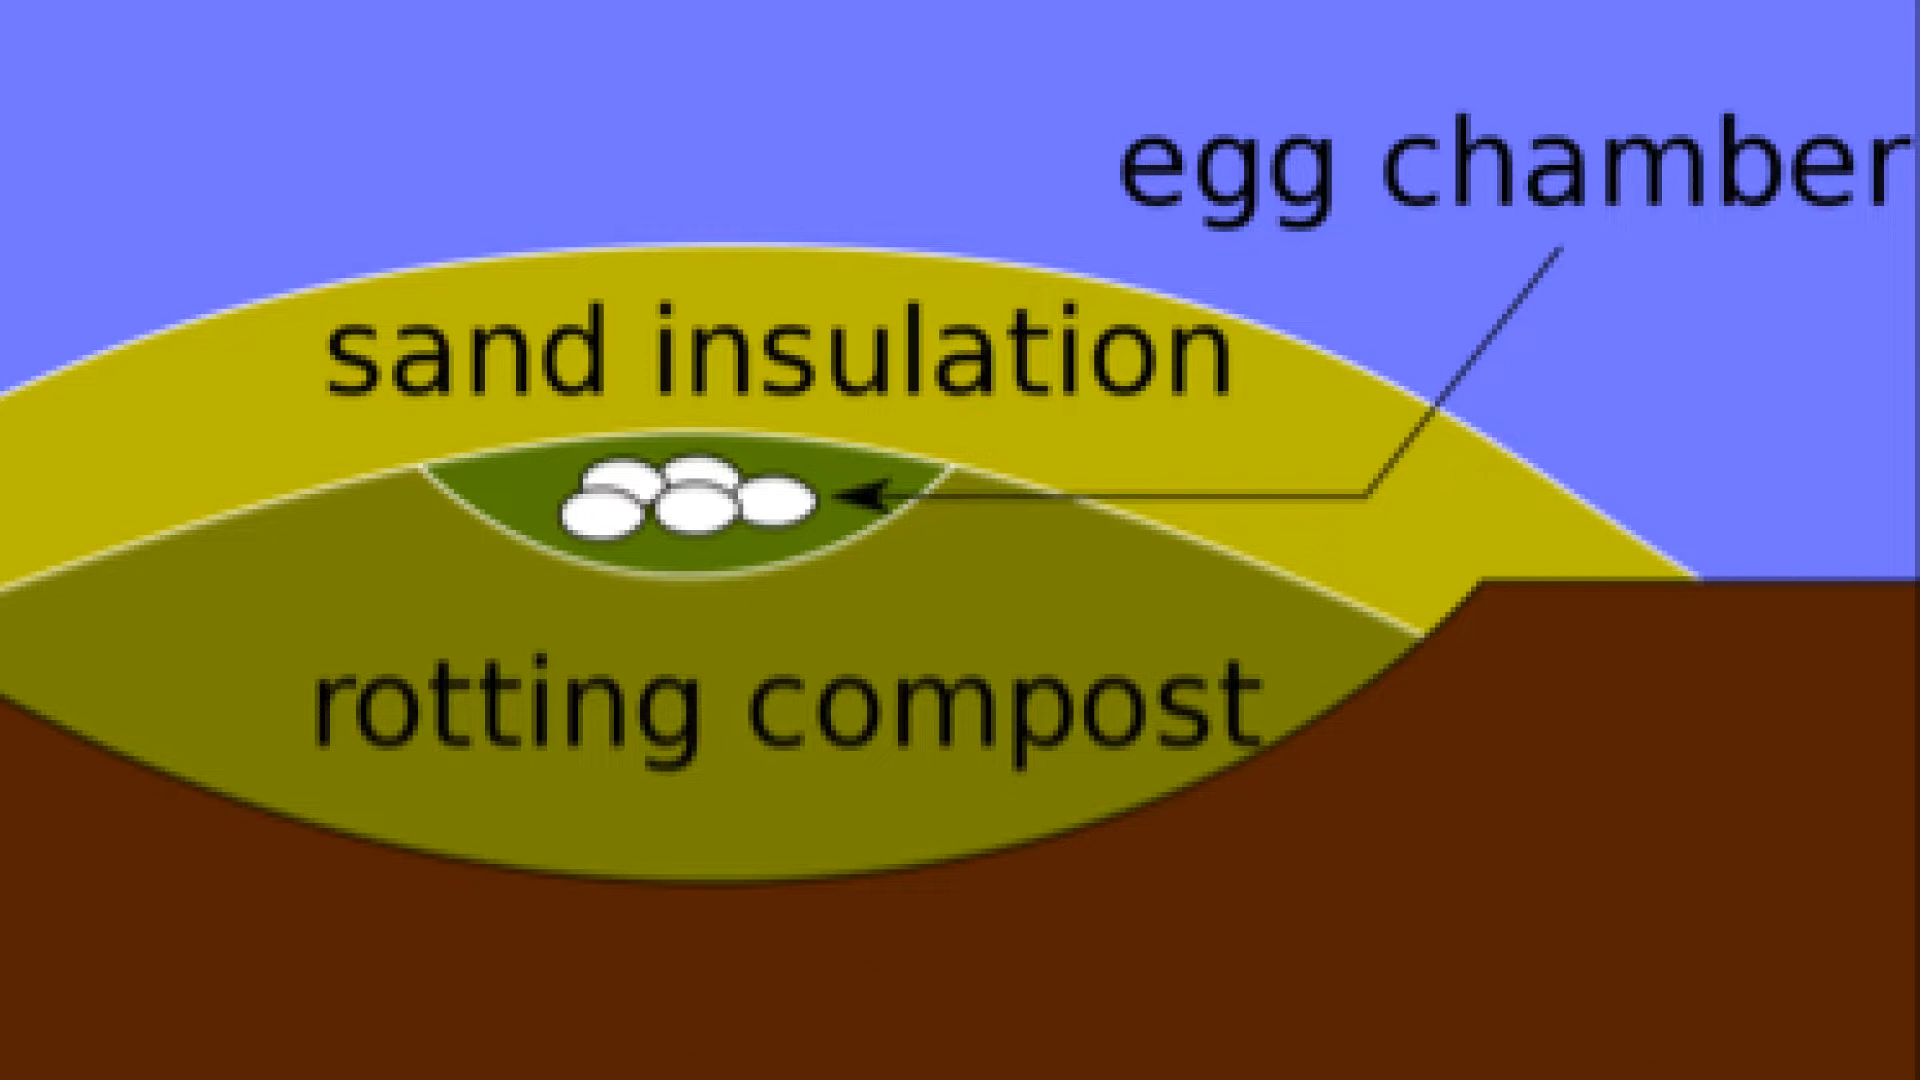 egg chamber
sand insulation
rotting compost